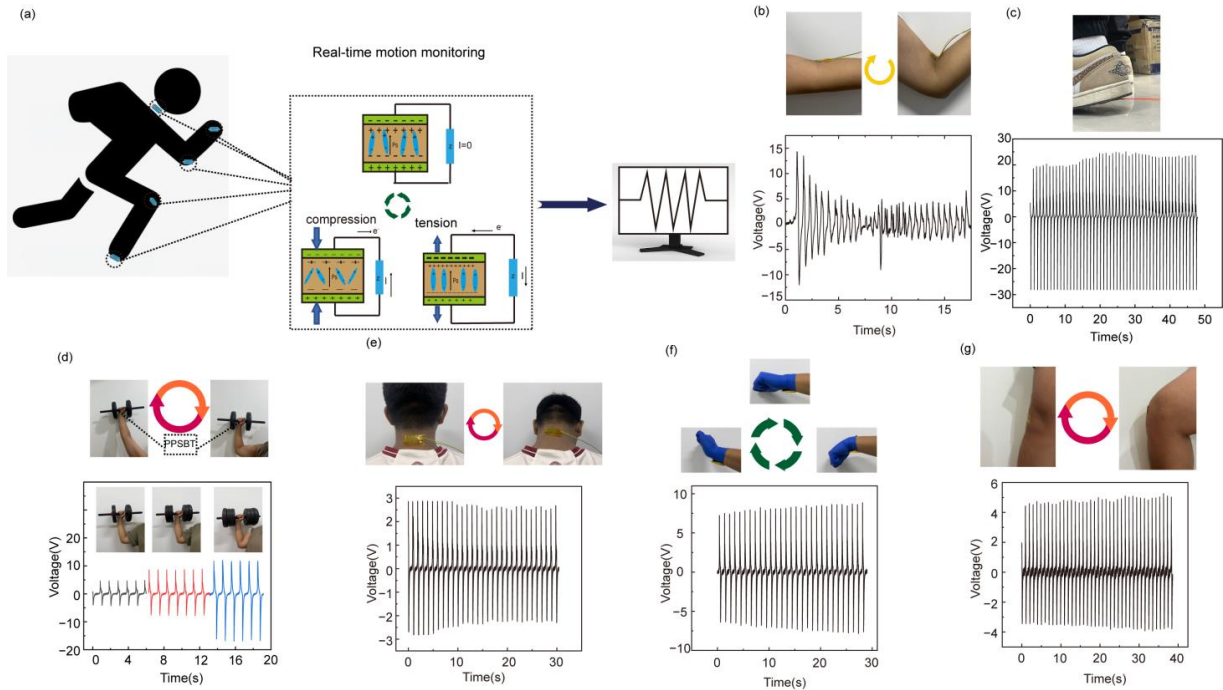 (a)
Real-time motion monitoring
Ps
Z
I=0
compression
e-
Ps
Z
I
tension
e-
Ps
Z
I
(b)
Voltage(V)
15
10
5
0
−5
−10
−15
0
5
10
15
Time(s)
(c)
Voltage(V)
30
20
10
0
−10
−20
−30
0
10
20
30
40
50
Time(s)
(d)
PPSBT
Voltage(V)
20
10
0
−10
20
0
4
8
12
16
20
Time(s)
(e)
Voltage(V)
3
2
1
0
−1
−2
−3
0
10
20
30
Time(s)
(f)
Voltage(V)
10
5
0
−5
−10
0
10
20
30
Time(s)
(g)
Voltage(V)
6
4
2
0
−2
−4
0
10
20
30
40
Time(s)